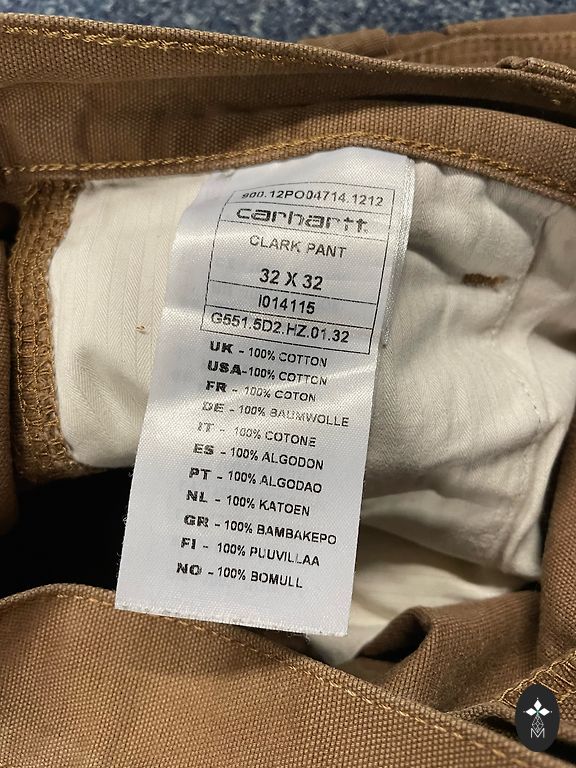 900.12PO04714.1212
carhartt
CLARK PANT
32 X 32
I014115
G551.5D2.HZ.01.32
UK - 100% COTTON
USA-100% COTTON
FR - 100% COTON
DE - 100% BAUMWOLLE
IT - 100% COTONE
ES - 100% ALGODON
PT - 100% ALGODAO
NL - 100% KATOEN
GR - 100% BAMBAKEPO
FI - 100% PUUVILLAA
NO - 100% BOMULL
M